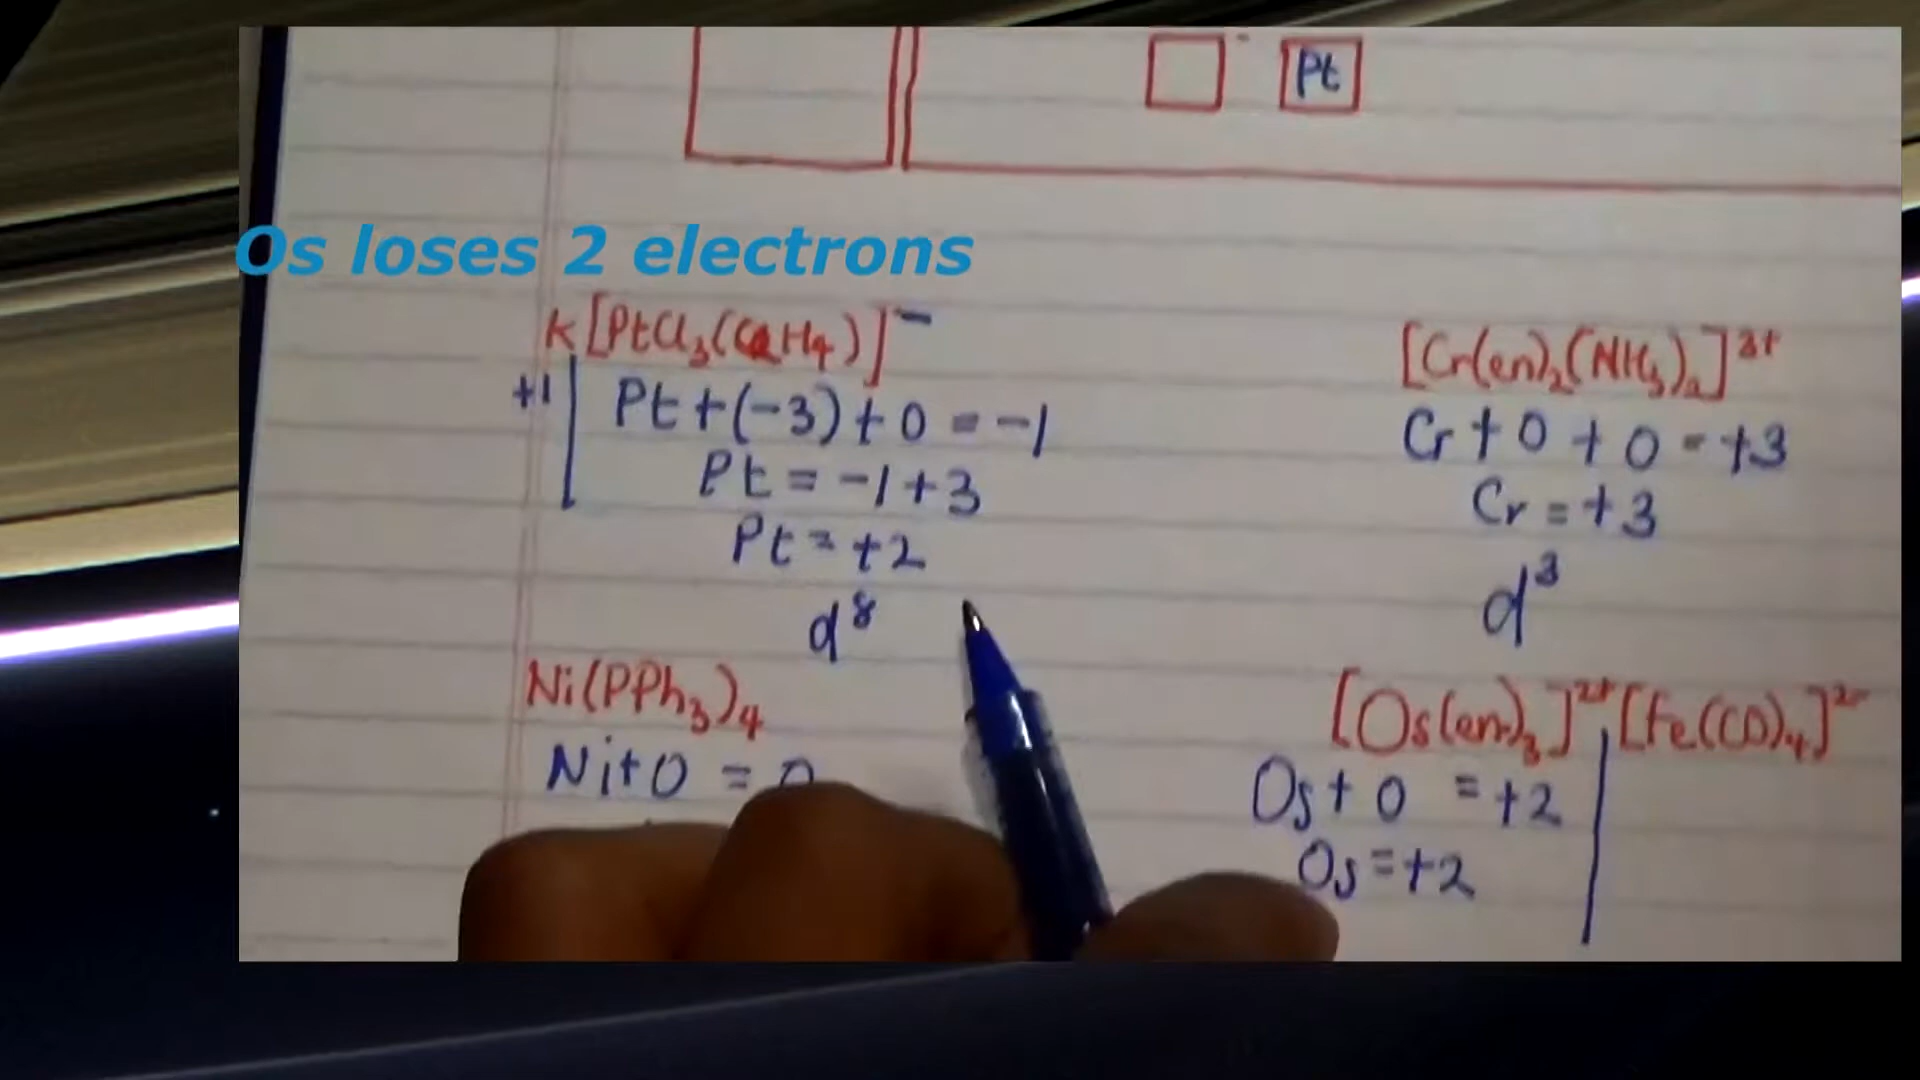 Pt
Os loses 2 electrons
K[PtCl₃(C₂H₄)]⁻
+1
Pt + (-3) + 0 = -1
Pt = -1 + 3
Pt = +2
d⁸
[Cr(en)₂(NH₃)₂]³⁺
Cr + 0 + 0 = +3
Cr = +3
d³
Ni(PPh₃)₄
Ni + 0 = 0
[Os(en)₃]²⁺ [Fe(CO)₄]²⁻
Os + 0 = +2
Os = +2